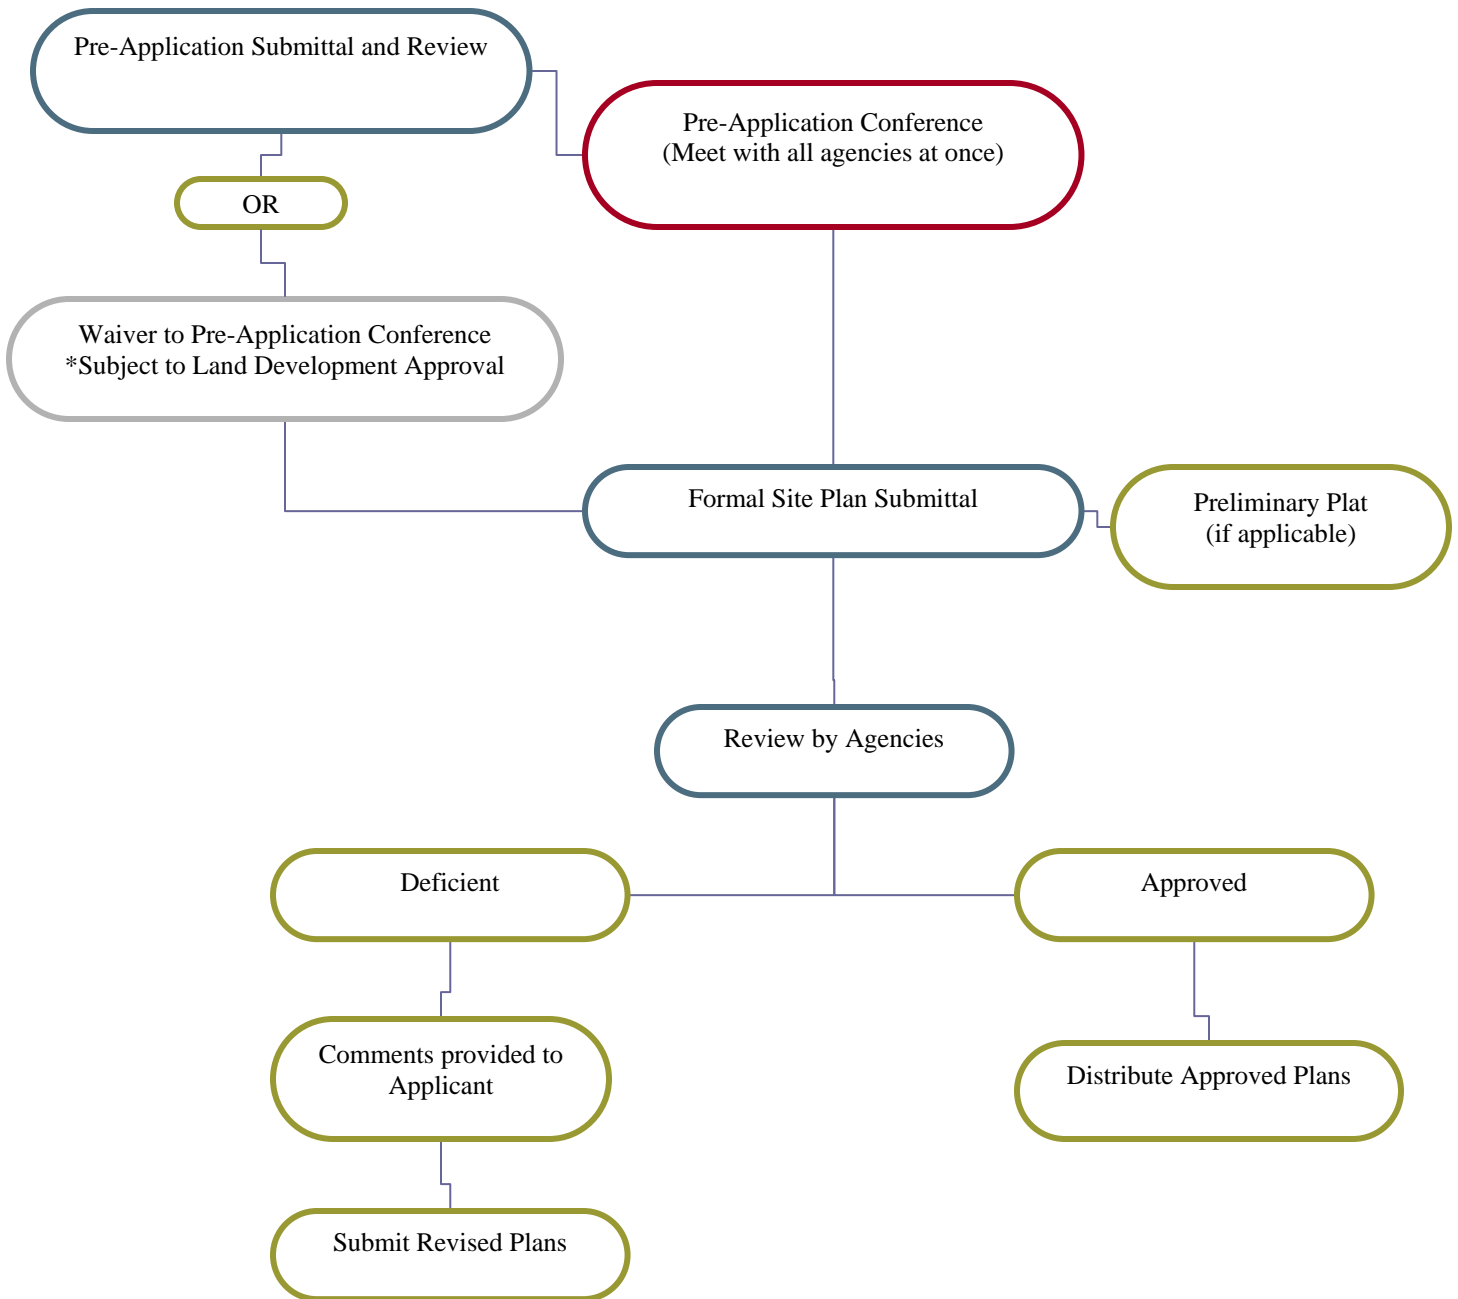 Pre-Application Submittal and Review
Pre-Application Conference
(Meet with all agencies at once)
OR
Waiver to Pre-Application Conference
*Subject to Land Development Approval
Formal Site Plan Submittal
Preliminary Plat
(if applicable)
Review by Agencies
Deficient
Approved
Comments provided to
Applicant
Distribute Approved Plans
Submit Revised Plans